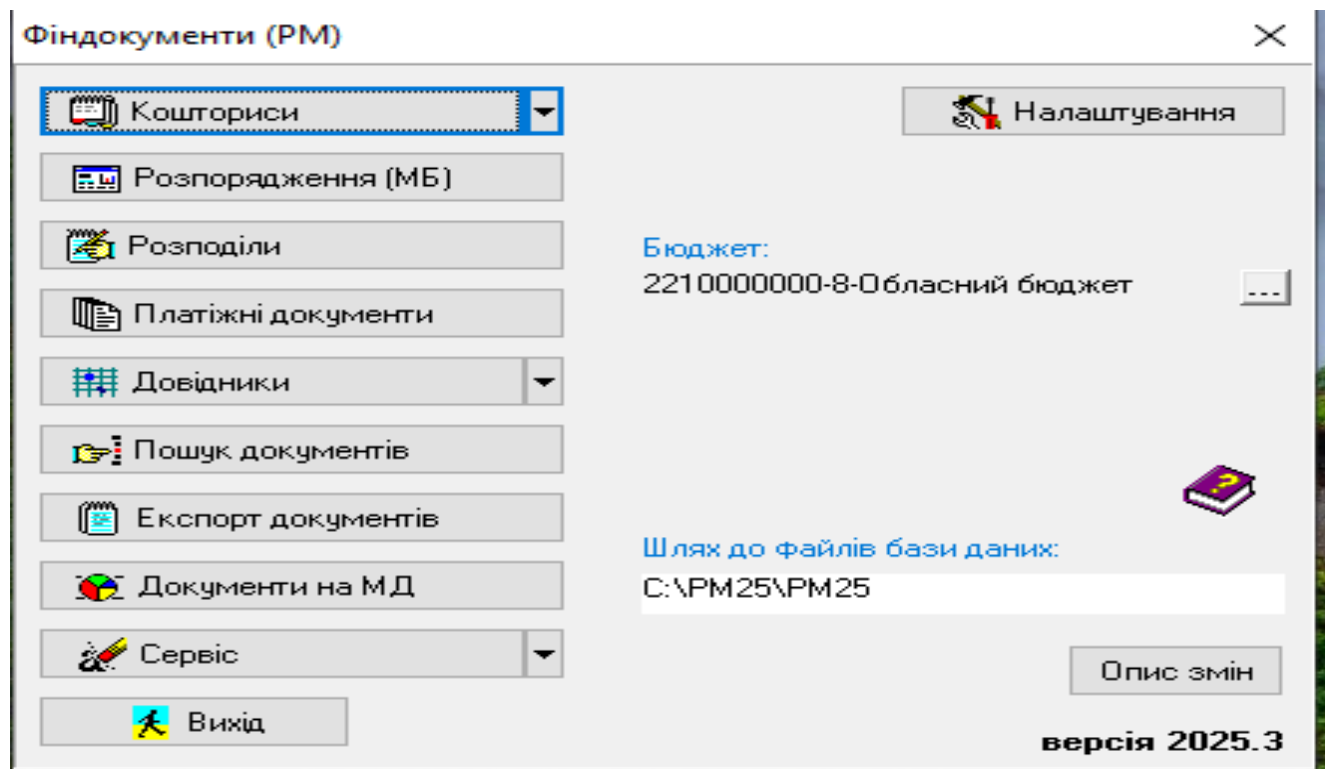 Фіндокументи (РМ)
Кошториси
Налаштування
Розпорядження (МБ)
Розподіли
Бюджет:
2210000000-8-Обласний бюджет
...
Платіжні документи
Довідники
Пошук документів
?
Експорт документів
Шлях до файлів бази даних:
Документи на МД
C:\PM25\PM25
Сервіс
Опис змін
Вихід
версія 2025.3